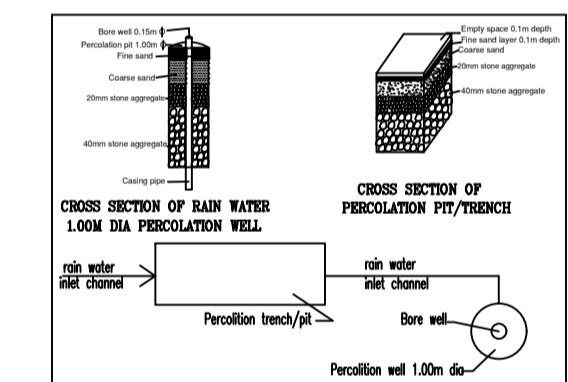 Bore well 0.15m ϕ
Percolation pit 1.00m ϕ
Fine sand
Coarse sand
20mm stone aggregate
40mm stone aggregate
Casing pipe
CROSS SECTION OF RAIN WATER
1.00M DIA PERCOLATION WELL
Empty space 0.1m depth
Fine sand layer 0.1m depth
Coarse sand
20mm stone aggregate
40mm stone aggregate
CROSS SECTION OF
PERCOLATION PIT/TRENCH
rain water
inlet channel
Percolition trench/pit
rain water
inlet channel
Bore well
Percolition well 1.00m dia